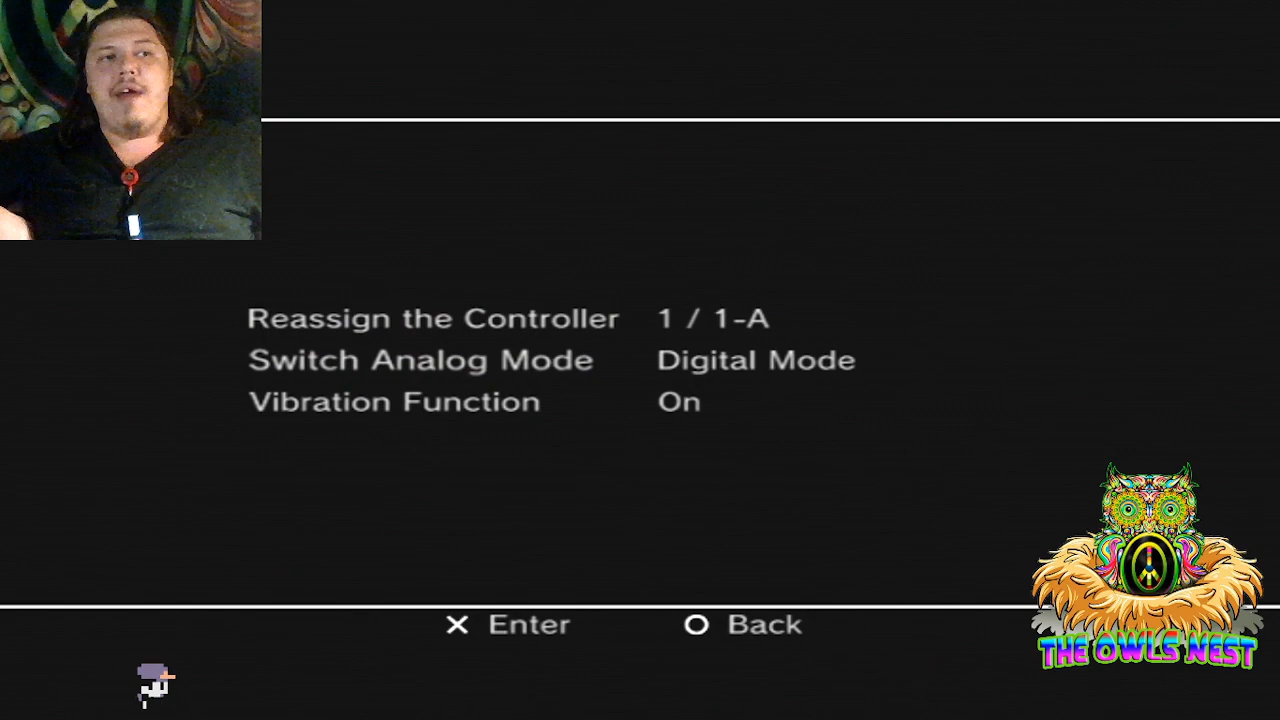 Reassign the Controller 1 / 1-A
Switch Analog Mode Digital Mode
Vibration Function On
X Enter O Back
THE OWLS NEST